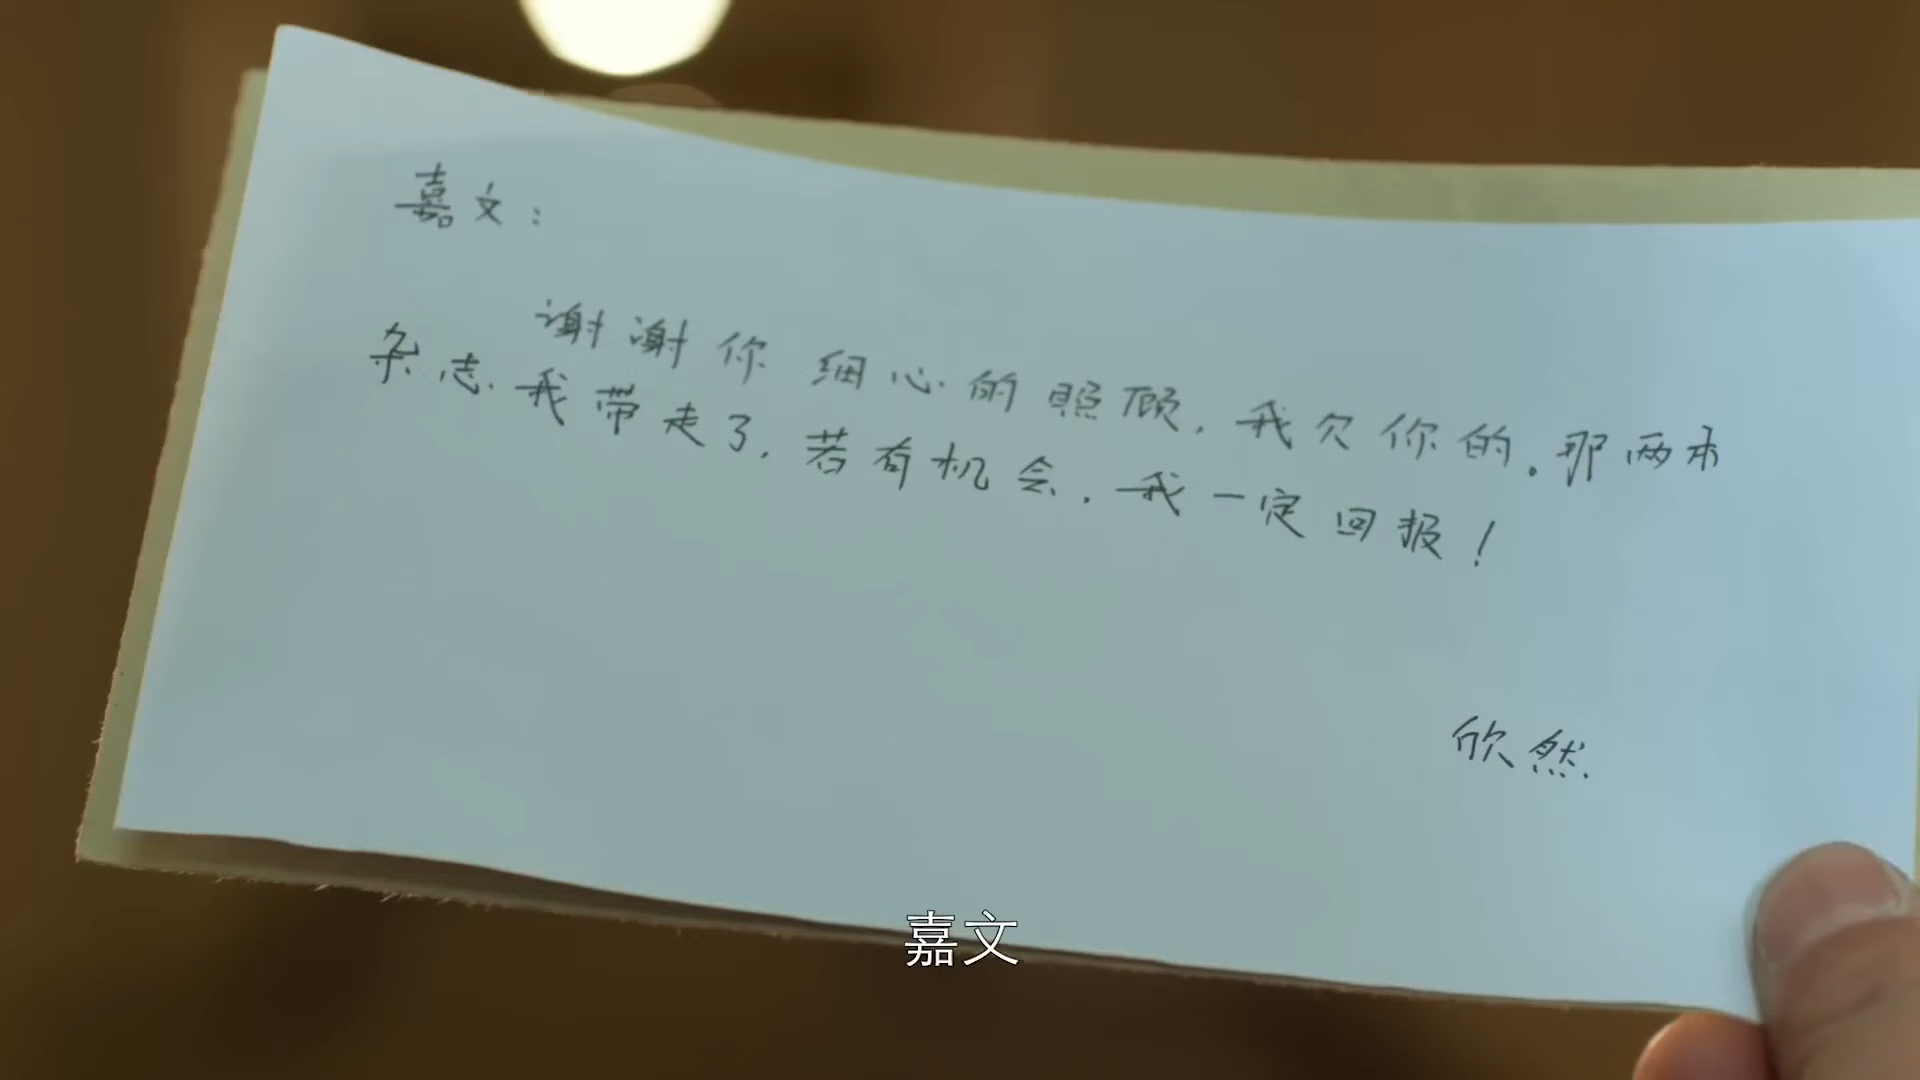 嘉文：
谢谢你细心的照顾，我欠你的。那两本
杂志.我带走了，若有机会，我一定回报！
欣然.
嘉文